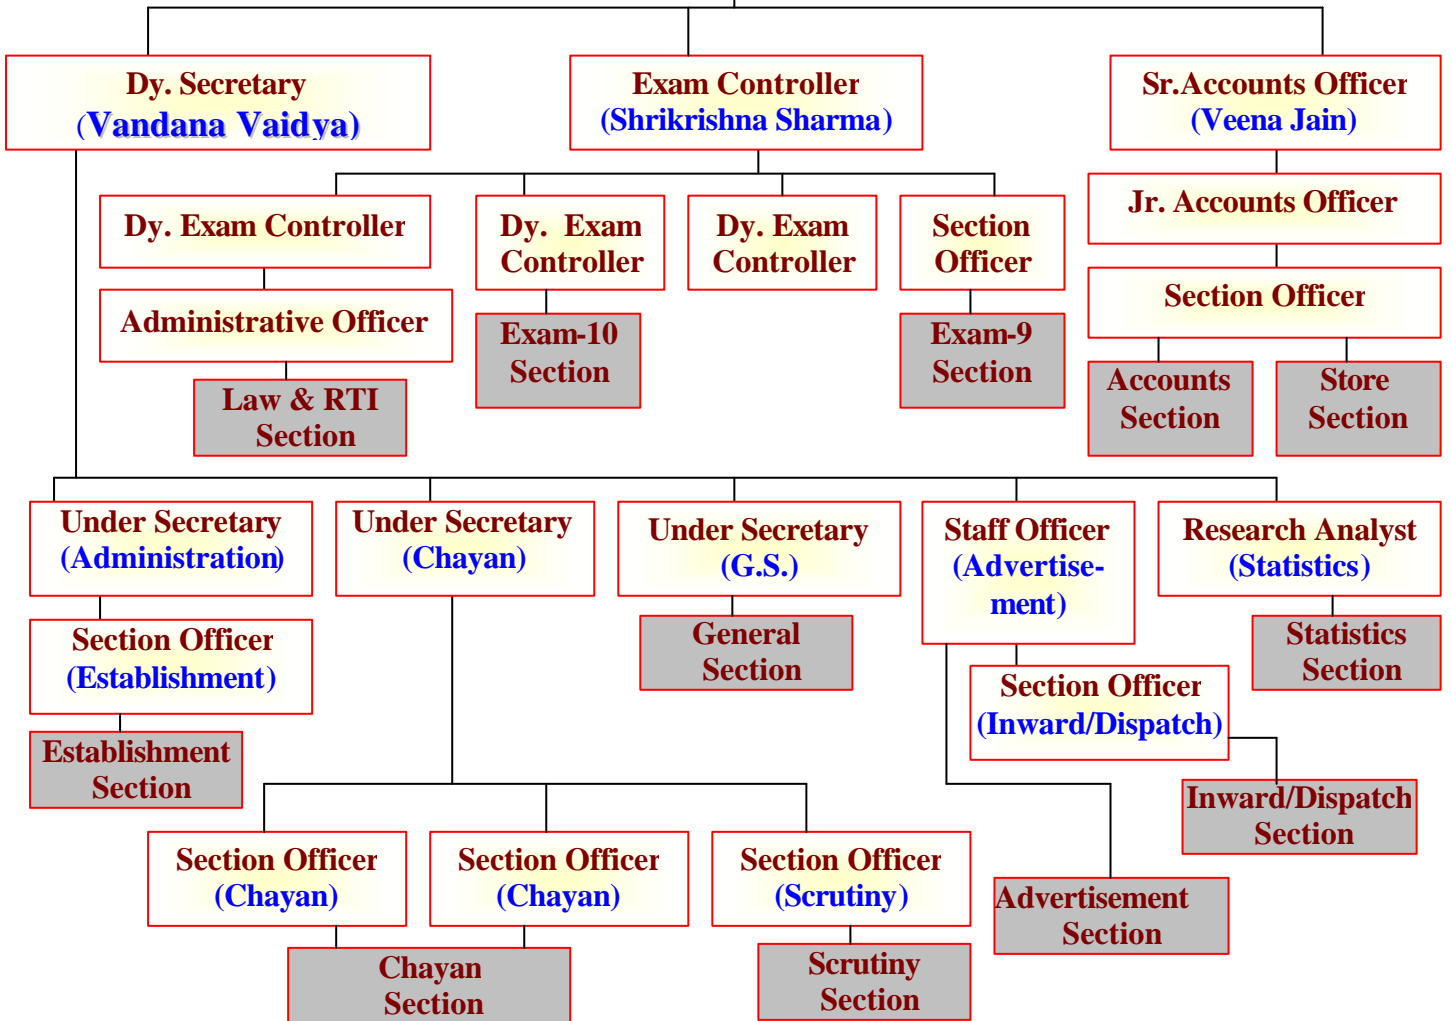 Dy. Secretary
(Vandana Vaidya)
Exam Controller
(Shrikrishna Sharma)
Sr.Accounts Officer
(Veena Jain)
Dy. Exam Controller
Dy. Exam
Controller
Dy. Exam
Controller
Section
Officer
Jr. Accounts Officer
Administrative Officer
Section Officer
Exam-10
Section
Exam-9
Section
Accounts
Section
Store
Section
Law & RTI
Section
Under Secretary
(Administration)
Under Secretary
(Chayan)
Under Secretary
(G.S.)
Staff Officer
(Advertise-
ment)
Research Analyst
(Statistics)
Section Officer
(Establishment)
General
Section
Statistics
Section
Section Officer
(Inward/Dispatch)
Establishment
Section
Inward/Dispatch
Section
Section Officer
(Chayan)
Section Officer
(Chayan)
Section Officer
(Scrutiny)
Advertisement
Section
Chayan
Section
Scrutiny
Section